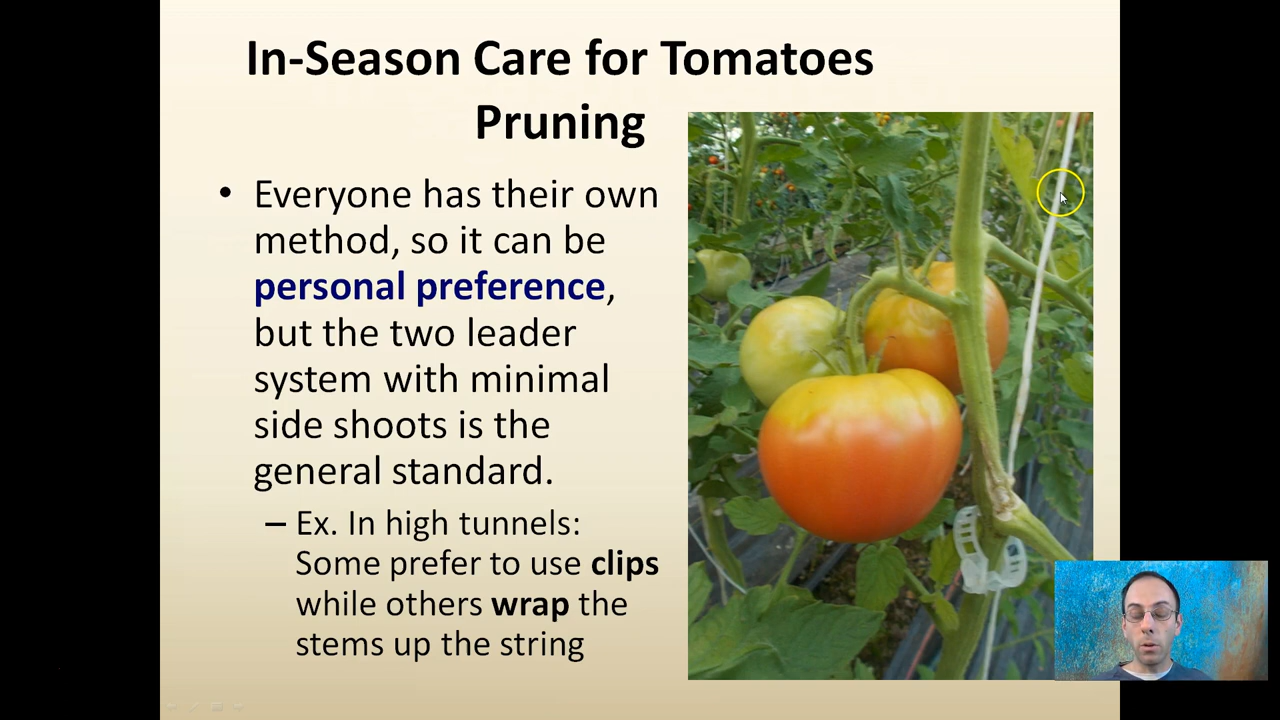 In-Season Care for Tomatoes
Pruning
• Everyone has their own
method, so it can be
personal preference,
but the two leader
system with minimal
side shoots is the
general standard.
– Ex. In high tunnels:
Some prefer to use clips
while others wrap the
stems up the string